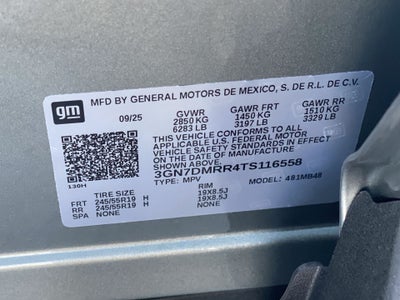 gm
MFD BY GENERAL MOTORS DE MEXICO, S. DE R.L. DE C.V.
09/25 GVWR GAWR FRT GAWR RR
2850 KG 1450 KG 1510 KG
6283 LB 3197 LB 3329 LB
THIS VEHICLE CONFORMS TO ALL
APPLICABLE U.S. FEDERAL MOTOR
VEHICLE SAFETY STANDARDS IN
EFFECT ON THE DATE OF MANUFACTURE
SHOWN ABOVE.
3GN7DMRR4TS116558
TYPE: MPV MODEL: 481MB48
130H
TIRE SIZE RIM
FRT 245/55R19 H 19X8.5J
RR 245/55R19 H 19X8.5J
SPA NONE NONE